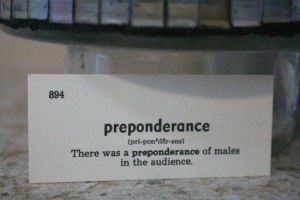 894
preponderance
(pri-pon′dĕr-ans)
There was a preponderance of males
in the audience.